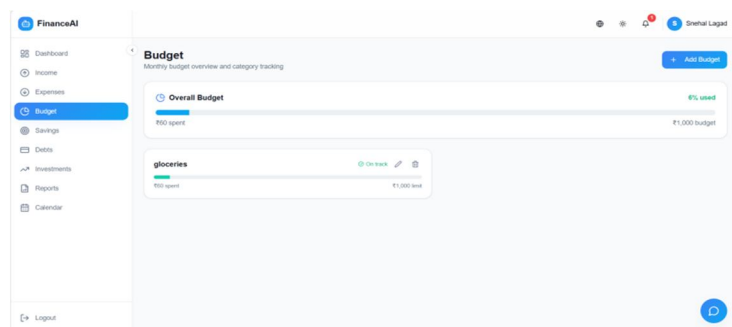 FinanceAI
S Snehal Lagad
Dashboard
Income
Expenses
Budget
Savings
Debts
Investments
Reports
Calendar
Logout
Budget
Monthly budget overview and category tracking
+ Add Budget
Overall Budget
6% used
₹60 spent
₹1,000 budget
gloceries
On track
₹60 spent
₹1,000 limit